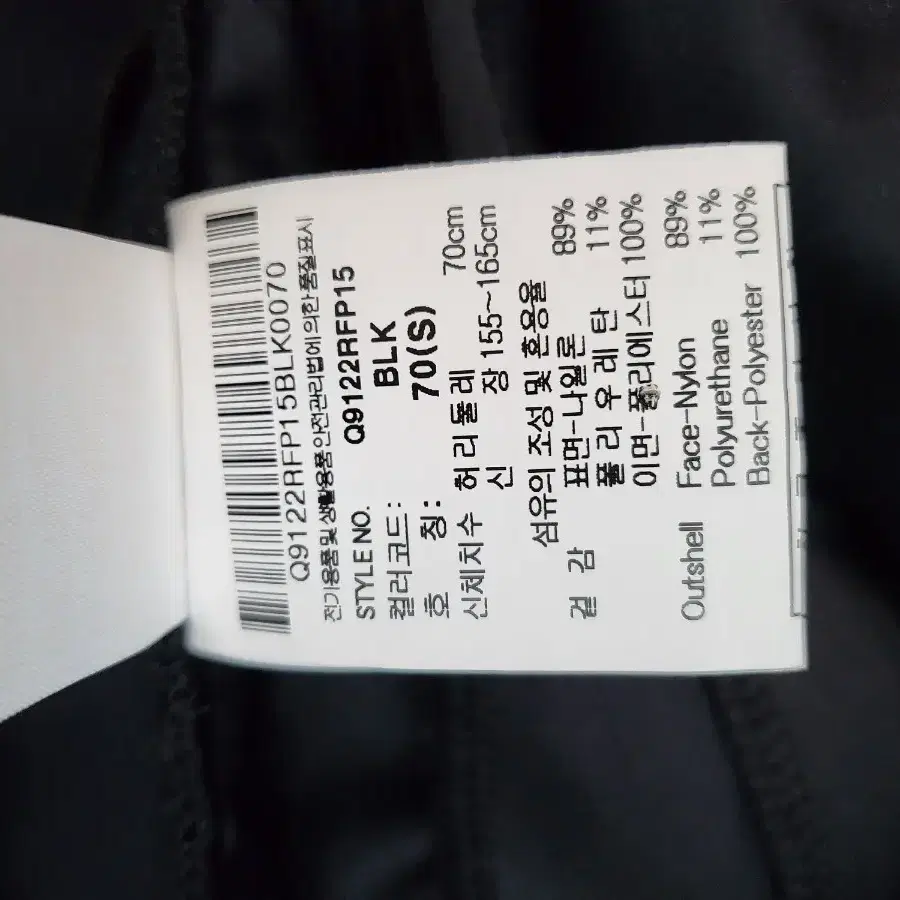 Q9122RFP15BLK0070
전기용품 및 생활용품 안전관리법에 의한 품질표시
STYLE NO. Q9122RFP15
컬러코드 : BLK
호 칭 : 70(S)
신체치수 허리둘레 70cm
신 장 155~165cm
섬유의 조성 및 혼용율
겉 감 표면-나일론 89%
폴리우레탄 11%
이면-폴리에스터 100%
Outshell Face-Nylon 89%
Polyurethane 11%
Back-Polyester 100%